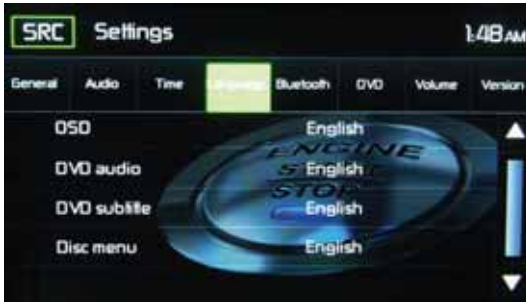 SRC Settings 1:48 AM
General Audio Time Language Bluetooth DVD Volume Version
OSD English
DVD audio English
DVD subtitle English
Disc menu English
ENGINE
START
STOP